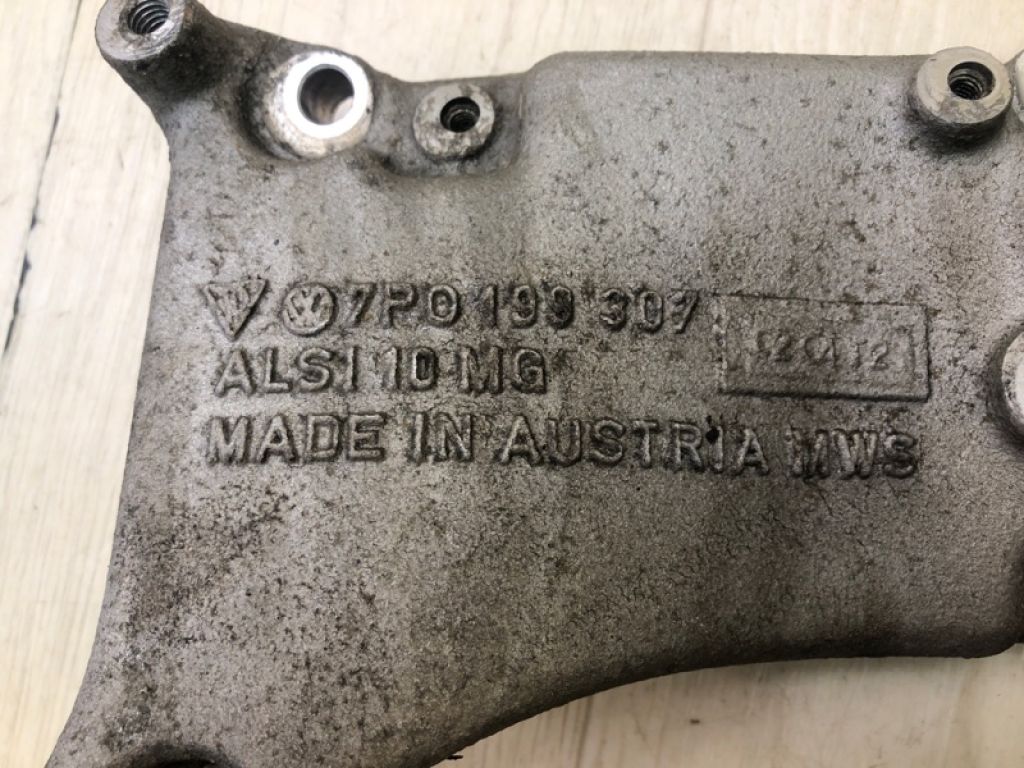 7P0 199 307
ALSI 10 MG
MADE IN AUSTRIA MWS